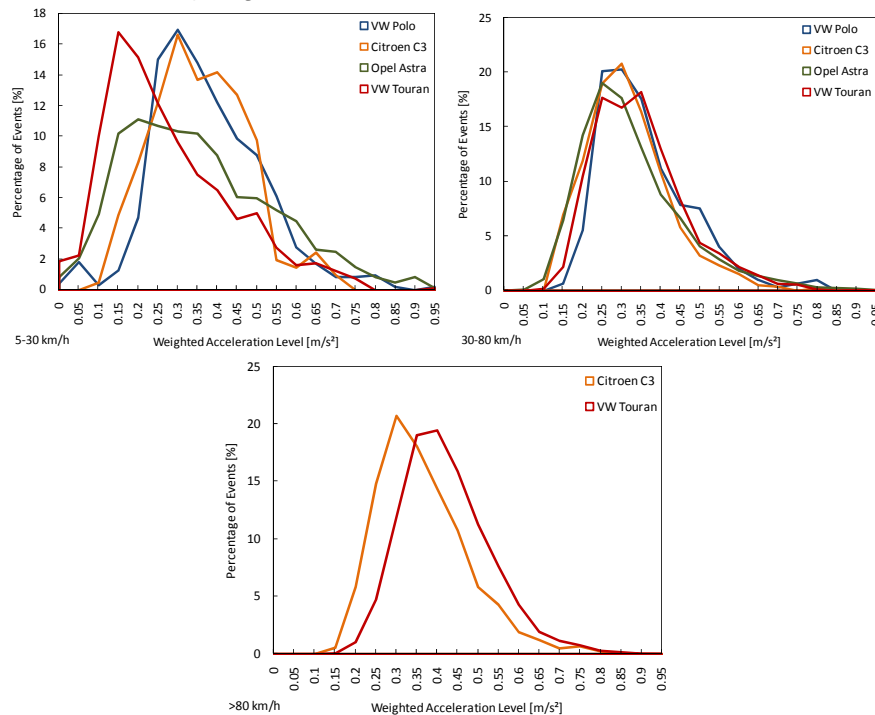 18
16
14
12
10
8
6
4
2
0
Percentage of Events [%]
VW Polo
Citroen C3
Opel Astra
VW Touran
0 0.05 0.1 0.15 0.2 0.25 0.3 0.35 0.4 0.45 0.5 0.55 0.6 0.65 0.7 0.75 0.8 0.85 0.9 0.95
5-30 km/h
Weighted Acceleration Level [m/s²]
25
20
15
10
5
0
Percentage of Events [%]
VW Polo
Citroen C3
Opel Astra
VW Touran
0 0.05 0.1 0.15 0.2 0.25 0.3 0.35 0.4 0.45 0.5 0.55 0.6 0.65 0.7 0.75 0.8 0.85 0.9 0.95
30-80 km/h
Weighted Acceleration Level [m/s²]
25
20
15
10
5
0
Percentage of Events [%]
Citroen C3
VW Touran
0 0.05 0.1 0.15 0.2 0.25 0.3 0.35 0.4 0.45 0.5 0.55 0.6 0.65 0.7 0.75 0.8 0.85 0.9 0.95
>80 km/h
Weighted Acceleration Level [m/s²]